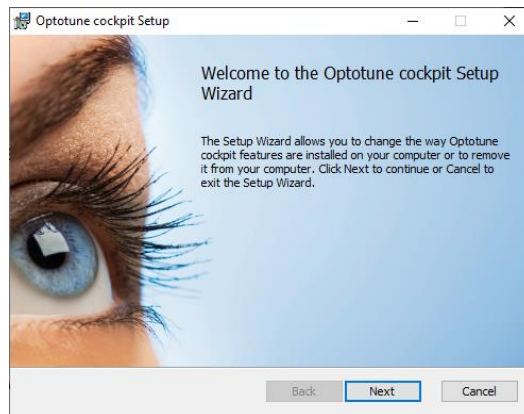 Optotune cockpit Setup
Welcome to the Optotune cockpit Setup
Wizard
The Setup Wizard allows you to change the way Optotune
cockpit features are installed on your computer or to remove
it from your computer. Click Next to continue or Cancel to
exit the Setup Wizard.
Back Next Cancel